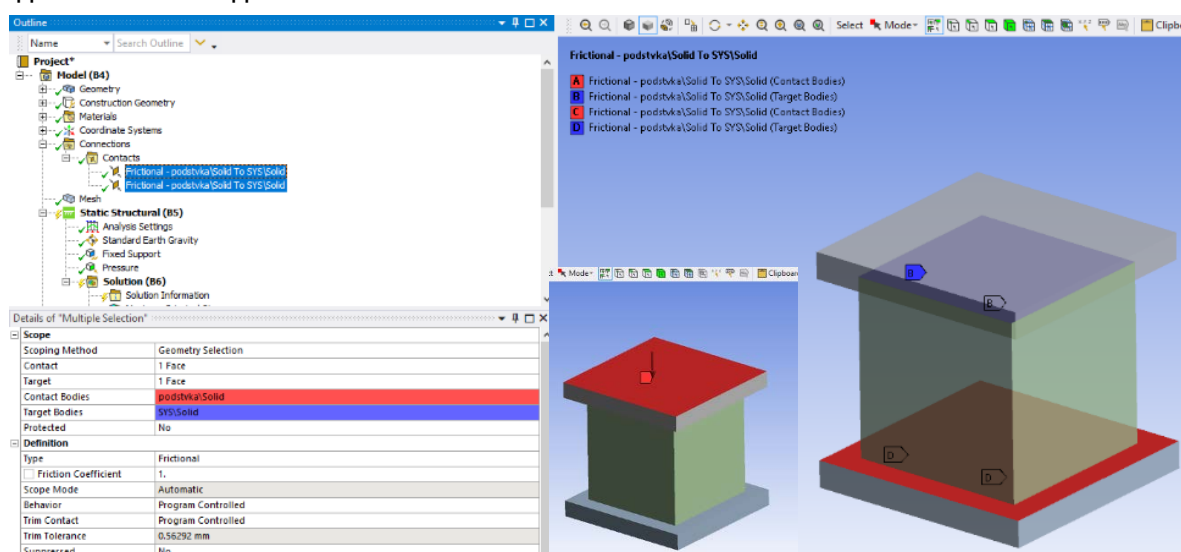 Outline
Name
Search Outline
Project*
Model (B4)
Geometry
Construction Geometry
Materials
Coordinate Systems
Connections
Contacts
Frictional - podstvka\Solid To SYS\Solid
Frictional - podstvka\Solid To SYS\Solid
Mesh
Static Structural (B5)
Analysis Settings
Standard Earth Gravity
Fixed Support
Pressure
Solution (B6)
Solution Information
Details of "Multiple Selection"
Scope
Scoping Method Geometry Selection
Contact 1 Face
Target 1 Face
Contact Bodies podstvka\Solid
Target Bodies SYS\Solid
Protected No
Definition
Type Frictional
Friction Coefficient 1.
Scope Mode Automatic
Behavior Program Controlled
Trim Contact Program Controlled
Trim Tolerance 0.56292 mm
Suppressed No
Select Mode Clipb
Frictional - podstvka\Solid To SYS\Solid
A Frictional - podstvka\Solid To SYS\Solid (Contact Bodies)
B Frictional - podstvka\Solid To SYS\Solid (Target Bodies)
C Frictional - podstvka\Solid To SYS\Solid (Contact Bodies)
D Frictional - podstvka\Solid To SYS\Solid (Target Bodies)
B
B
D
D
Mode Clipboar